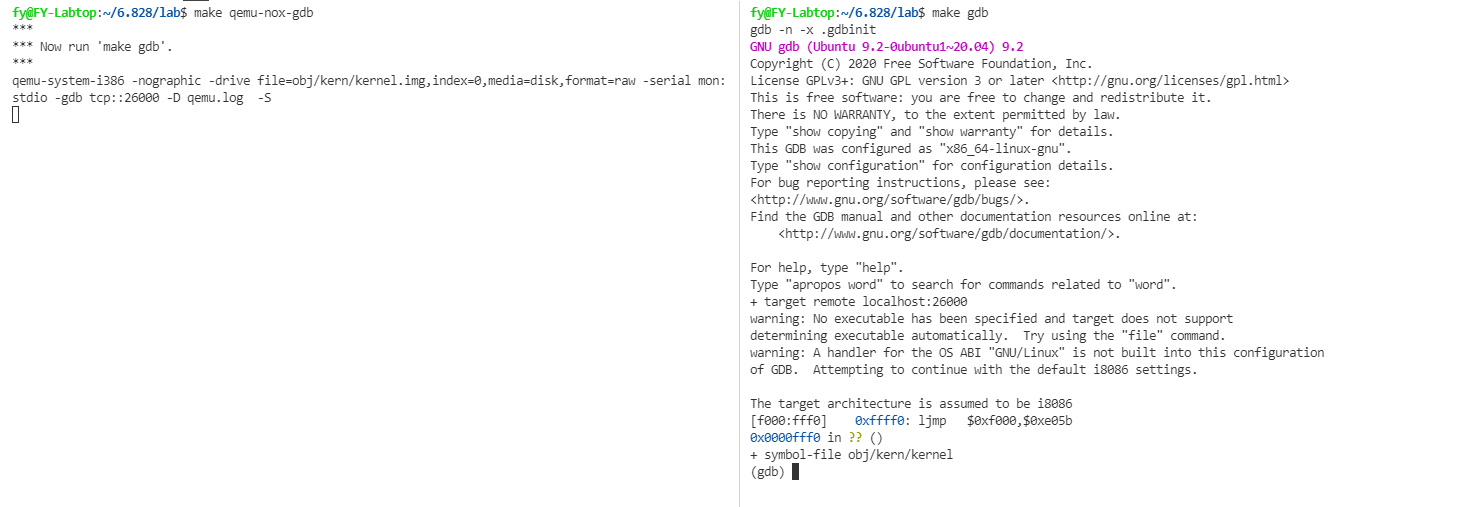 fy@FY-Labtop:~/6.828/lab$ make qemu-nox-gdb
***
*** Now run 'make gdb'.
***
qemu-system-i386 -nographic -drive file=obj/kern/kernel.img,index=0,media=disk,format=raw -serial mon:
stdio -gdb tcp::26000 -D qemu.log  -S
fy@FY-Labtop:~/6.828/lab$ make gdb
gdb -n -x .gdbinit
GNU gdb (Ubuntu 9.2-0ubuntu1~20.04) 9.2
Copyright (C) 2020 Free Software Foundation, Inc.
License GPLv3+: GNU GPL version 3 or later <http://gnu.org/licenses/gpl.html>
This is free software: you are free to change and redistribute it.
There is NO WARRANTY, to the extent permitted by law.
Type "show copying" and "show warranty" for details.
This GDB was configured as "x86_64-linux-gnu".
Type "show configuration" for configuration details.
For bug reporting instructions, please see:
<http://www.gnu.org/software/gdb/bugs/>.
Find the GDB manual and other documentation resources online at:
    <http://www.gnu.org/software/gdb/documentation/>.

For help, type "help".
Type "apropos word" to search for commands related to "word".
+ target remote localhost:26000
warning: No executable has been specified and target does not support
determining executable automatically.  Try using the "file" command.
warning: A handler for the OS ABI "GNU/Linux" is not built into this configuration
of GDB.  Attempting to continue with the default i8086 settings.

The target architecture is assumed to be i8086
[f000:fff0]    0xffff0: ljmp   $0xf000,$0xe05b
0x0000fff0 in ?? ()
+ symbol-file obj/kern/kernel
(gdb)